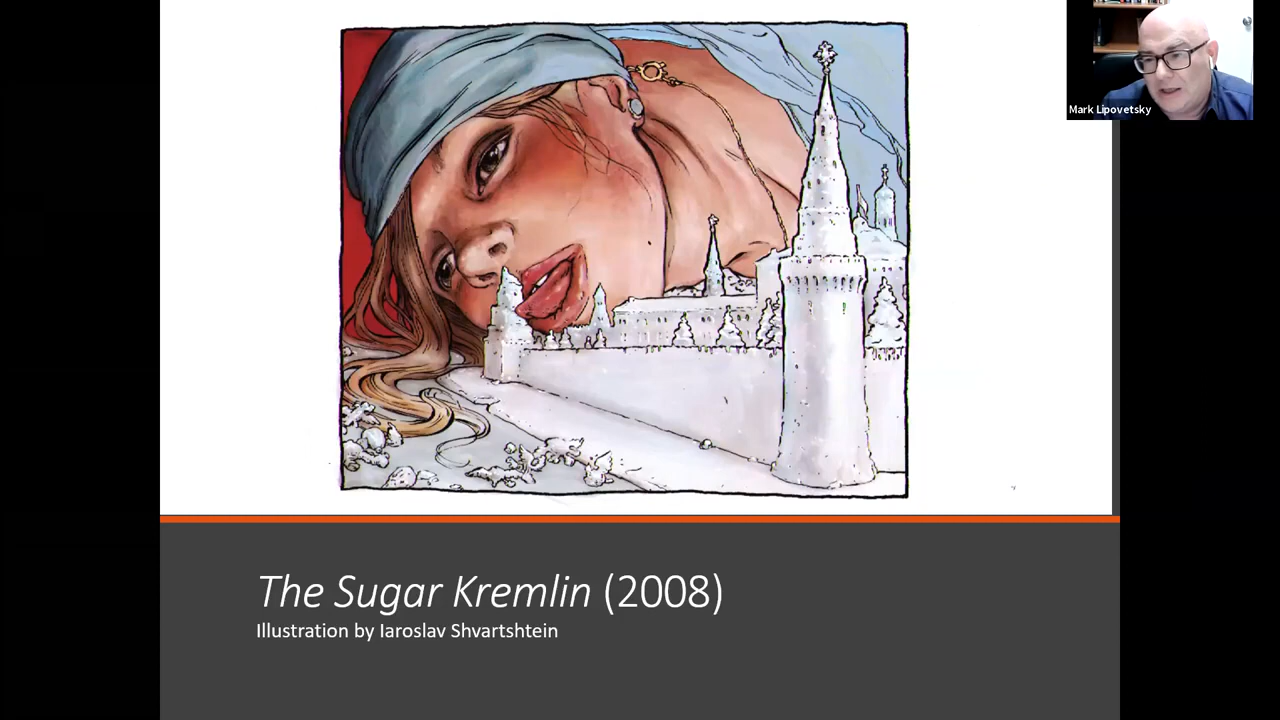 Mark Lipovetsky
The Sugar Kremlin (2008)
Illustration by Iaroslav Shvartshtein